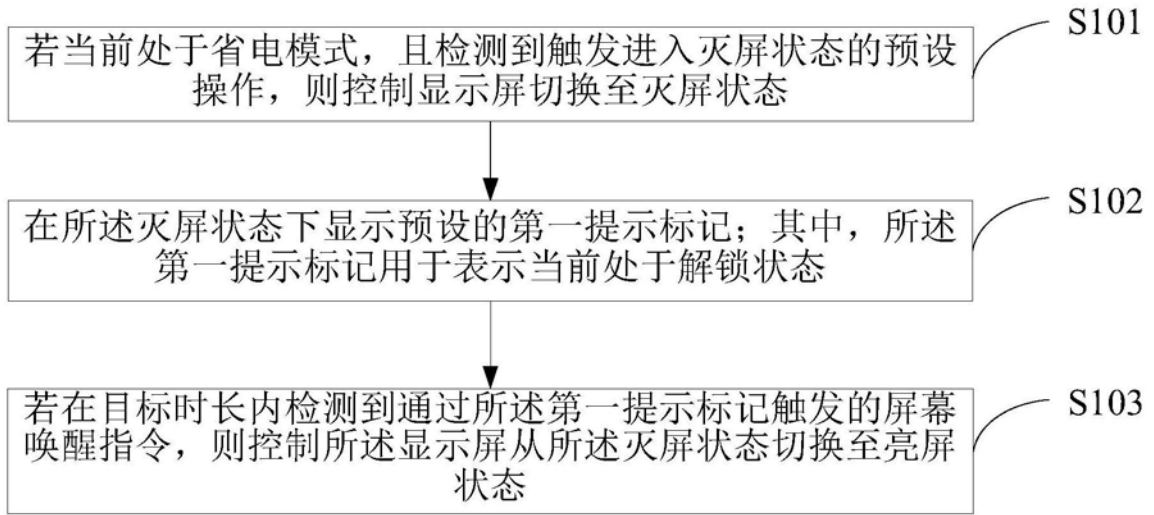 S101
若当前处于省电模式，且检测到触发进入灭屏状态的预设
操作，则控制显示屏切换至灭屏状态
S102
在所述灭屏状态下显示预设的第一提示标记；其中，所述
第一提示标记用于表示当前处于解锁状态
S103
若在目标时长内检测到通过所述第一提示标记触发的屏幕
唤醒指令，则控制所述显示屏从所述灭屏状态切换至亮屏
状态